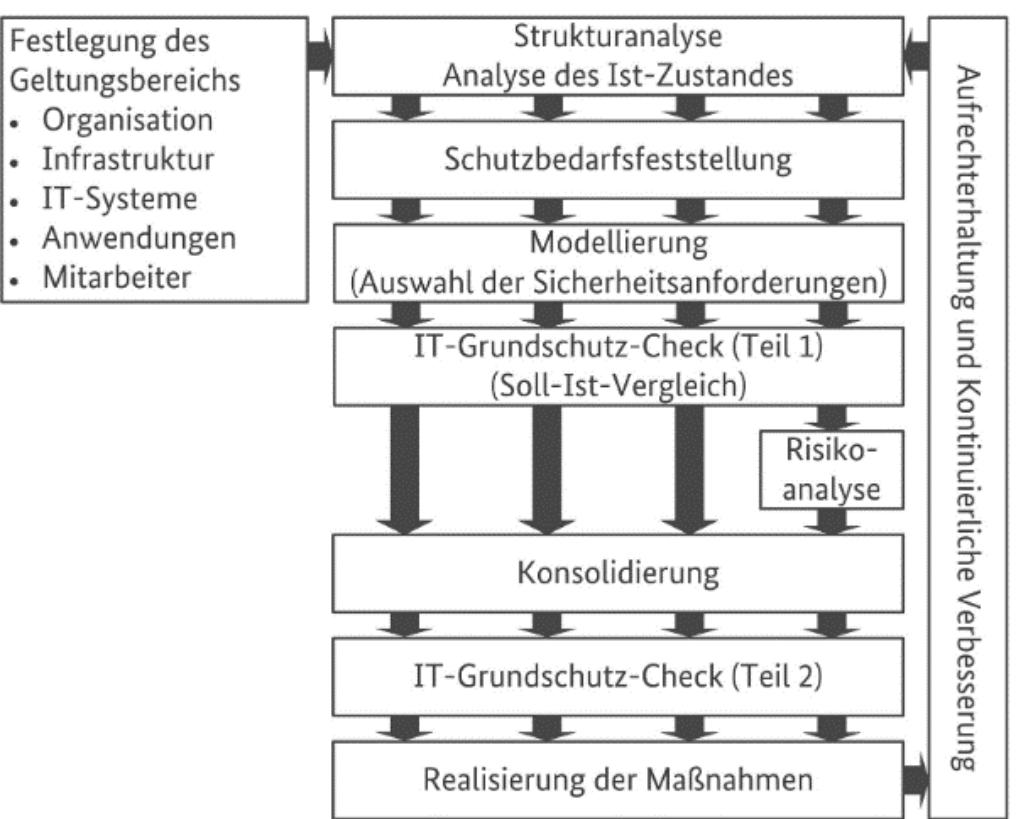 Festlegung des
Geltungsbereichs
• Organisation
• Infrastruktur
• IT-Systeme
• Anwendungen
• Mitarbeiter
Strukturanalyse
Analyse des Ist-Zustandes
Schutzbedarfsfeststellung
Modellierung
(Auswahl der Sicherheitsanforderungen)
IT-Grundschutz-Check (Teil 1)
(Soll-Ist-Vergleich)
Risiko-
analyse
Konsolidierung
IT-Grundschutz-Check (Teil 2)
Realisierung der Maßnahmen
Aufrechterhaltung und Kontinuierliche Verbesserung